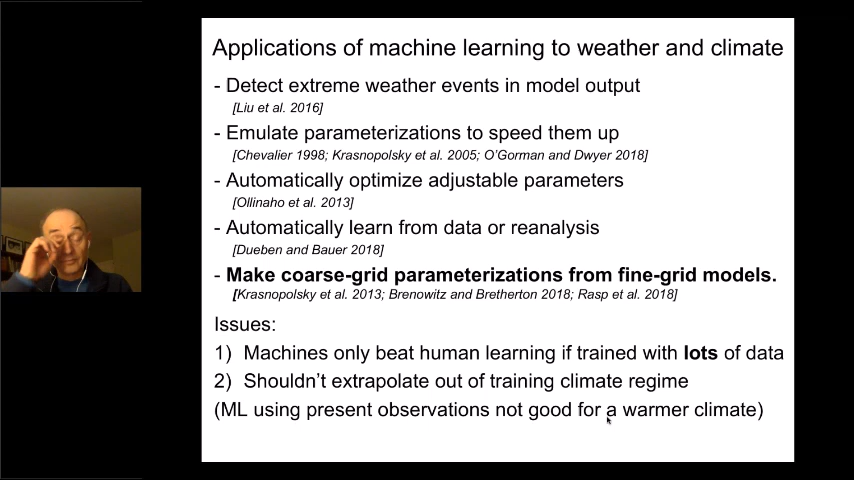 Applications of machine learning to weather and climate
- Detect extreme weather events in model output
[Liu et al. 2016]
- Emulate parameterizations to speed them up
[Chevalier 1998; Krasnopolsky et al. 2005; O'Gorman and Dwyer 2018]
- Automatically optimize adjustable parameters
[Ollinaho et al. 2013]
- Automatically learn from data or reanalysis
[Dueben and Bauer 2018]
- Make coarse-grid parameterizations from fine-grid models.
[Krasnopolsky et al. 2013; Brenowitz and Bretherton 2018; Rasp et al. 2018]
Issues:
1) Machines only beat human learning if trained with lots of data
2) Shouldn't extrapolate out of training climate regime
(ML using present observations not good for a warmer climate)